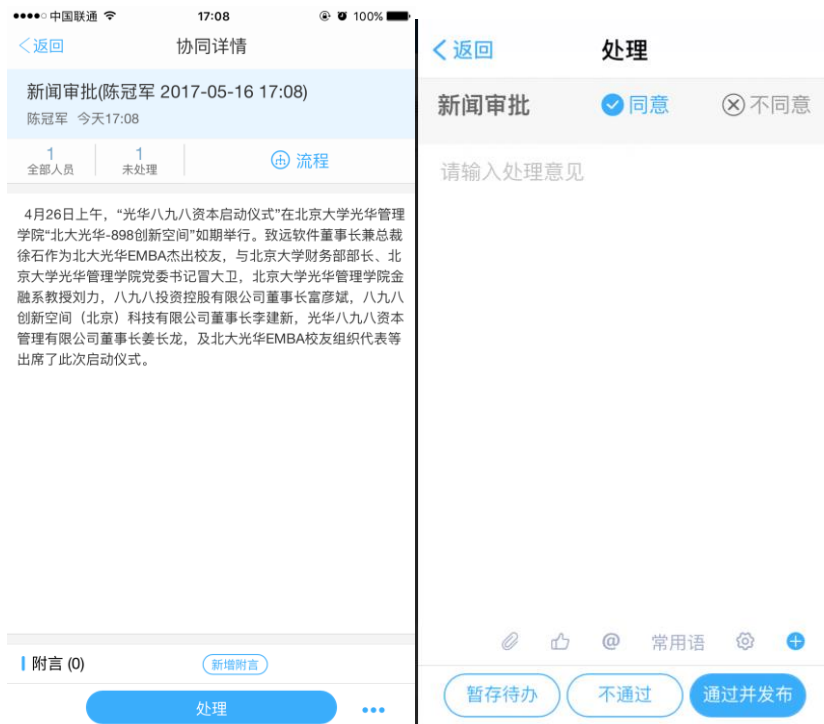 中国联通 17:08 100%
返回 协同详情
新闻审批(陈冠军 2017-05-16 17:08)
陈冠军 今天17:08
1 1
全部人员 未处理 流程
4月26日上午，“光华八九八资本启动仪式”在北京大学光华管理
学院“北大光华-898创新空间”如期举行。致远软件董事长兼总裁
徐石作为北大光华EMBA杰出校友，与北京大学财务部部长、北
京大学光华管理学院党委书记冒大卫，北京大学光华管理学院金
融系教授刘力，八九八投资控股有限公司董事长富彦斌，八九八
创新空间（北京）科技有限公司董事长李建新，光华八九八资本
管理有限公司董事长姜长龙，及北大光华EMBA校友组织代表等
出席了此次启动仪式。
附言 (0) 新增附言
处理
返回 处理
新闻审批 同意 不同意
请输入处理意见
@ 常用语
暂存待办 不通过 通过并发布